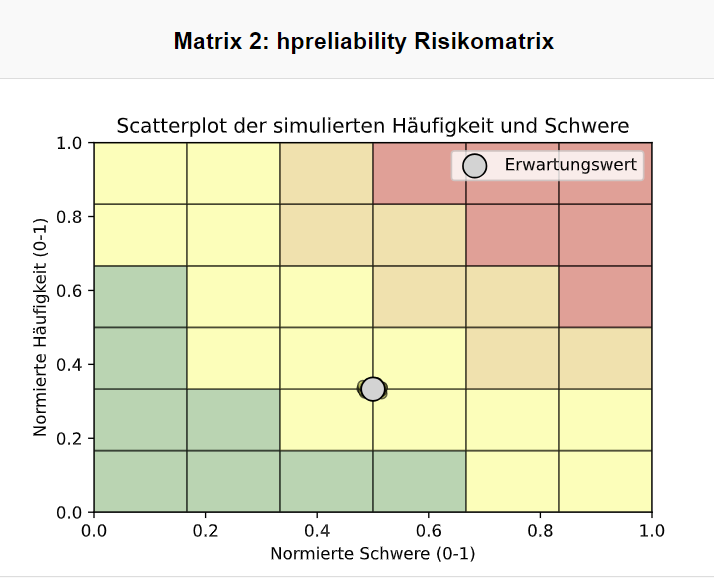 Matrix 2: hpreliability Risikomatrix
Scatterplot der simulierten Häufigkeit und Schwere
Erwartungswert
Normierte Häufigkeit (0-1)
1.0
0.8
0.6
0.4
0.2
0.0
0.0 0.2 0.4 0.6 0.8 1.0
Normierte Schwere (0-1)